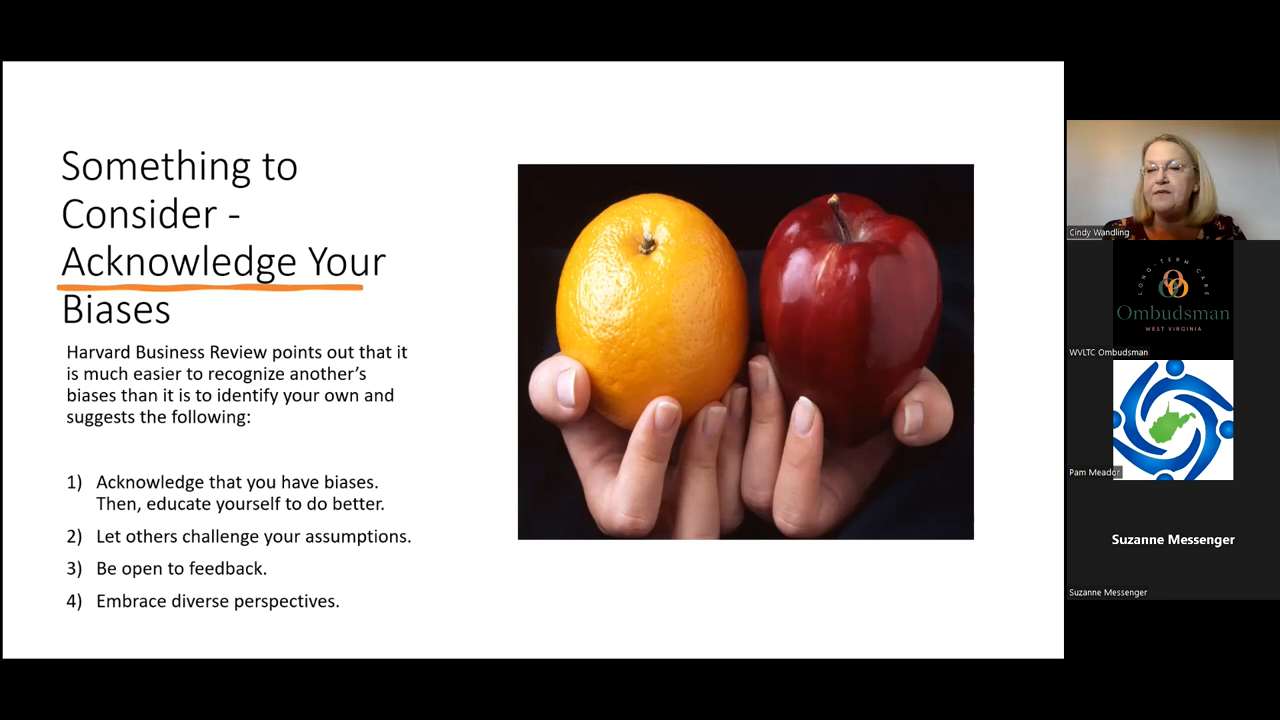 Something to
Consider -
Acknowledge Your
Biases
Harvard Business Review points out that it
is much easier to recognize another's
biases than it is to identify your own and
suggests the following:
1) Acknowledge that you have biases.
Then, educate yourself to do better.
2) Let others challenge your assumptions.
3) Be open to feedback.
4) Embrace diverse perspectives.
Cindy Wandling
LONG-TERM CARE
Ombudsman
WEST VIRGINIA
WVLTC Ombudsman
Pam Meador
Suzanne Messenger
Suzanne Messenger